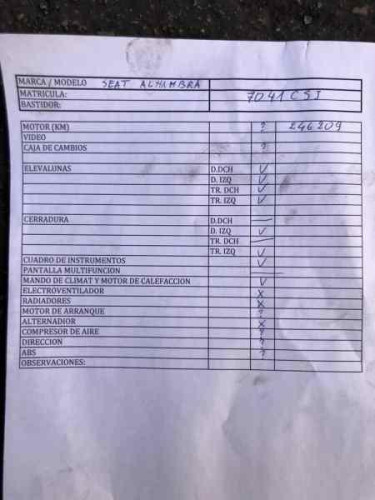 MARCA / MODELO SEAT ALHAMBRA
MATRICULA: 7041 CSJ
BASTIDOR:
MOTOR (KM) ? 246209
VIDEO
CAJA DE CAMBIOS ?
ELEVALUNAS D.DCH ✓
D. IZQ ✓
TR. DCH ✓
TR. IZQ ✓
CERRADURA D.DCH —
D. IZQ ✓
TR. DCH —
TR. IZQ ✓
CUADRO DE INSTRUMENTOS ✓
PANTALLA MULTIFUNCION —
MANDO DE CLIMAT Y MOTOR DE CALEFACCION ✓
ELECTROVENTILADOR X
RADIADORES X
MOTOR DE ARRANQUE ?
ALTERNADIOR X
COMPRESOR DE AIRE ?
DIRECCION ?
ABS ?
OBSERVACIONES: